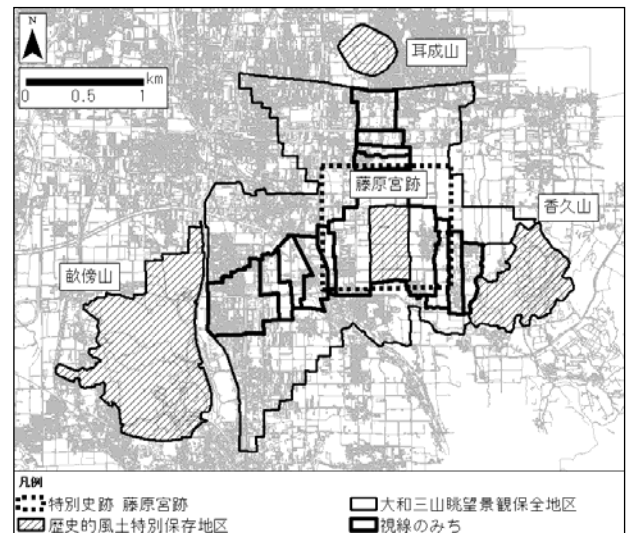 N
km
0 0.5 1
耳成山
藤原宮跡
香久山
畝傍山
凡例
特別史跡 藤原宮跡
大和三山眺望景観保全地区
歴史的風土特別保存地区
視線のみち